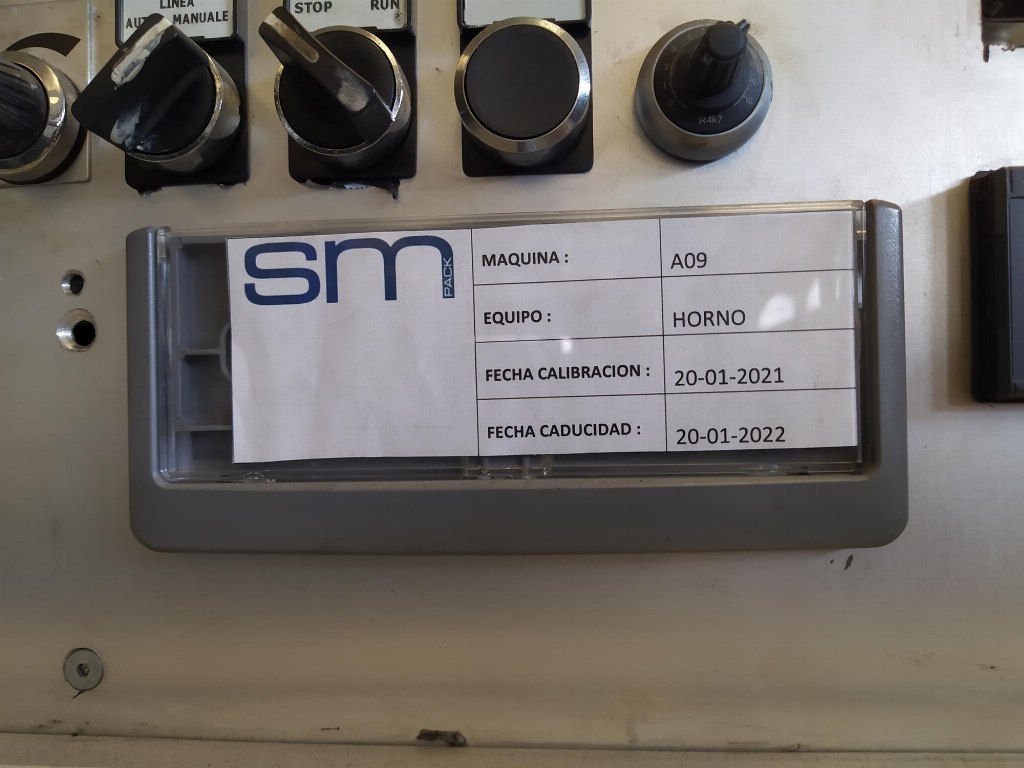 LINEA
MANUALE
STOP RUN
R4k7
sm PACK
MAQUINA : A09
EQUIPO : HORNO
FECHA CALIBRACION : 20-01-2021
FECHA CADUCIDAD : 20-01-2022